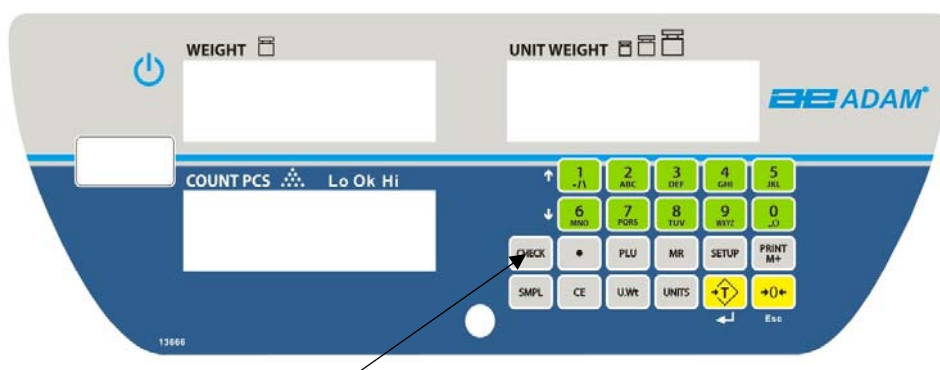 WEIGHT
UNIT WEIGHT
ae ADAM®
COUNT PCS Lo Ok Hi
1 2 3 4 5
-/\ ABC DEF GHI JKL
6 7 8 9 0
MNO PQRS TUV WXYZ
CHECK • PLU MR SETUP PRINT M+
SMPL CE U.Wt UNITS →T← →0←
Esc
13666